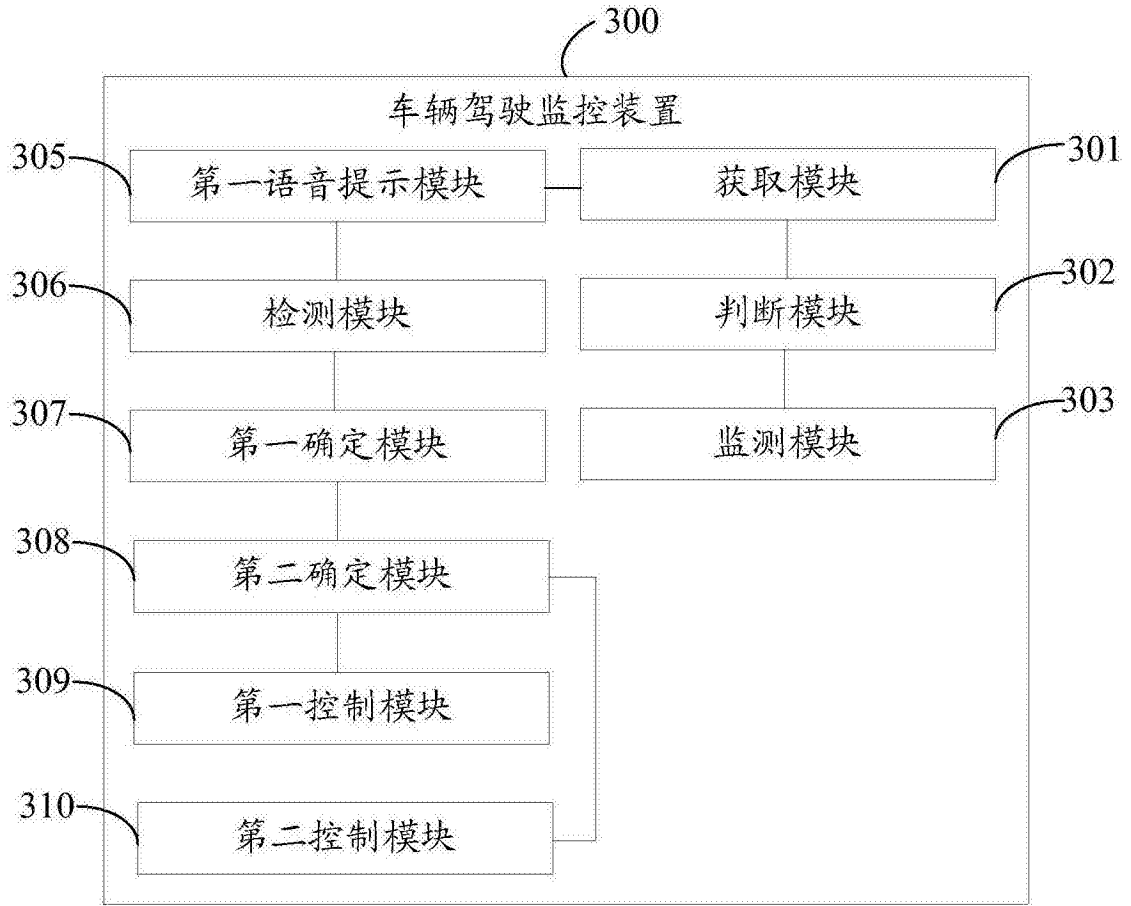 300
车辆驾驶监控装置
305 第一语音提示模块 获取模块 301
306 检测模块 判断模块 302
307 第一确定模块 监测模块 303
308 第二确定模块
309 第一控制模块
310 第二控制模块